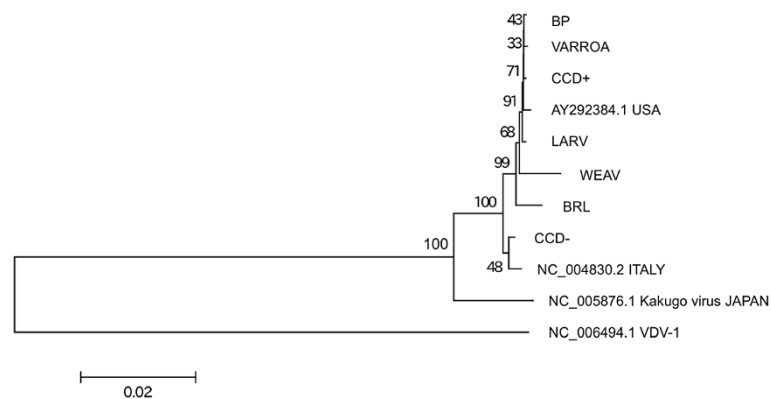 43 BP
33 VARROA
71 CCD+
91 AY292384.1 USA
68 LARV
99 WEAV
100 BRL
CCD-
100
48 NC_004830.2 ITALY
NC_005876.1 Kakugo virus JAPAN
NC_006494.1 VDV-1
0.02